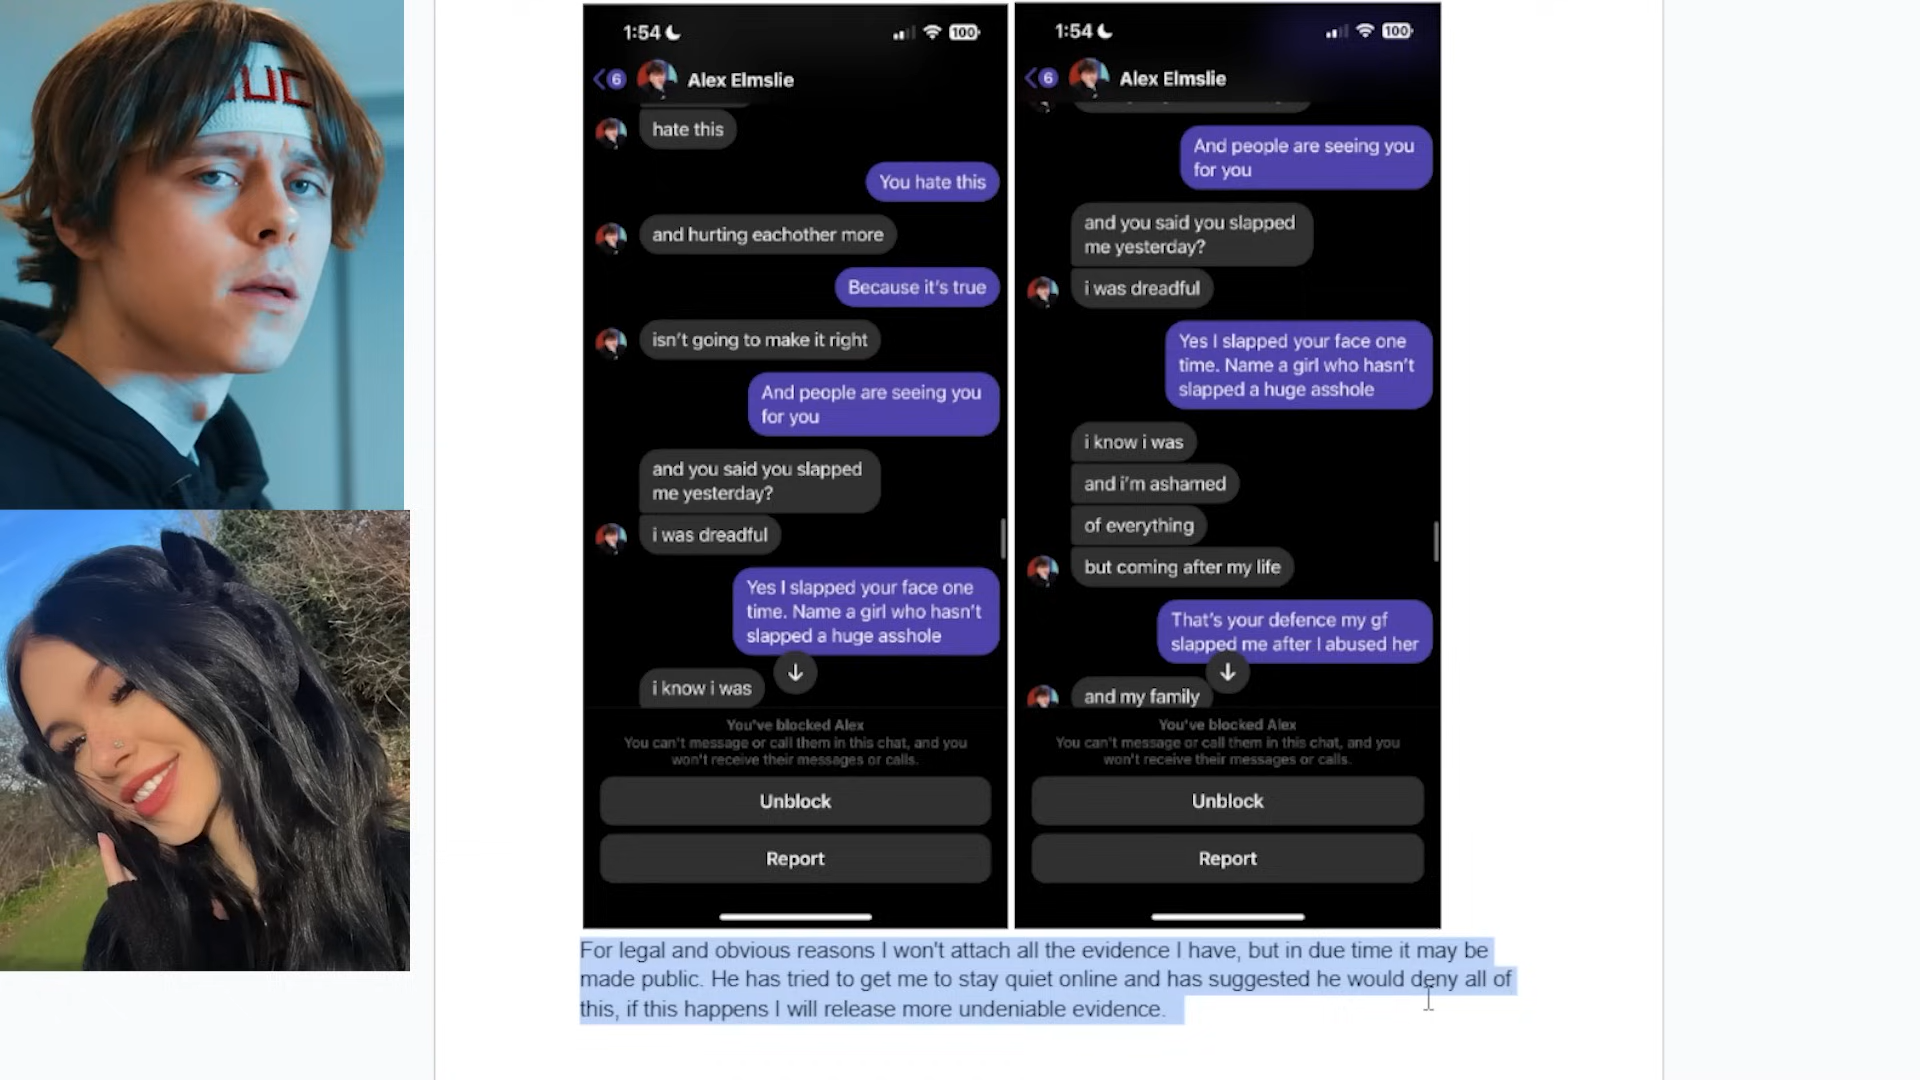 1:54
100
6
Alex Elmslie
hate this
You hate this
and hurting eachother more
Because it's true
isn't going to make it right
And people are seeing you
for you
and you said you slapped
me yesterday?
i was dreadful
Yes I slapped your face one
time. Name a girl who hasn't
slapped a huge asshole
i know i was
You've blocked Alex
You can't message or call them in this chat, and you
won't receive their messages or calls.
Unblock
Report
1:54
100
6
Alex Elmslie
And people are seeing you
for you
and you said you slapped
me yesterday?
i was dreadful
Yes I slapped your face one
time. Name a girl who hasn't
slapped a huge asshole
i know i was
and i'm ashamed
of everything
but coming after my life
That's your defence my gf
slapped me after I abused her
and my family
You've blocked Alex
You can't message or call them in this chat, and you
won't receive their messages or calls.
Unblock
Report
For legal and obvious reasons I won't attach all the evidence I have, but in due time it may be
made public. He has tried to get me to stay quiet online and has suggested he would deny all of
this, if this happens I will release more undeniable evidence.